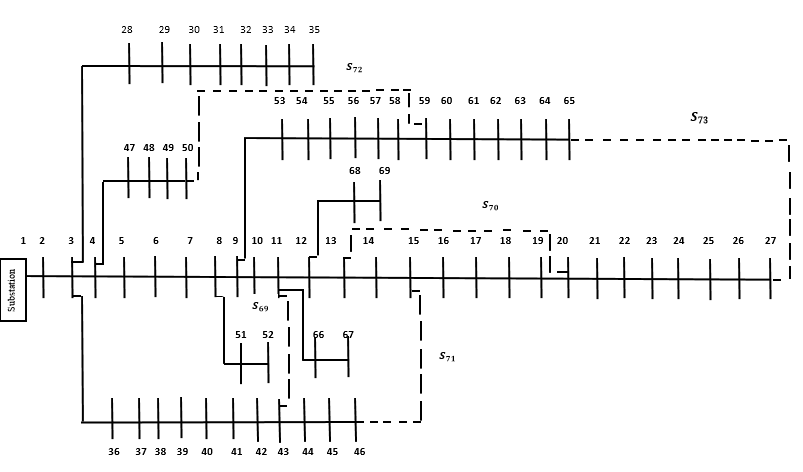 28 29 30 31 32 33 34 35
S72
53 54 55 56 57 58 59 60 61 62 63 64 65
S73
47 48 49 50
68 69
S70
1 2 3 4 5 6 7 8 9 10 11 12 13 14 15 16 17 18 19 20 21 22 23 24 25 26 27
Substation
S69
51 52 66 67
S71
36 37 38 39 40 41 42 43 44 45 46